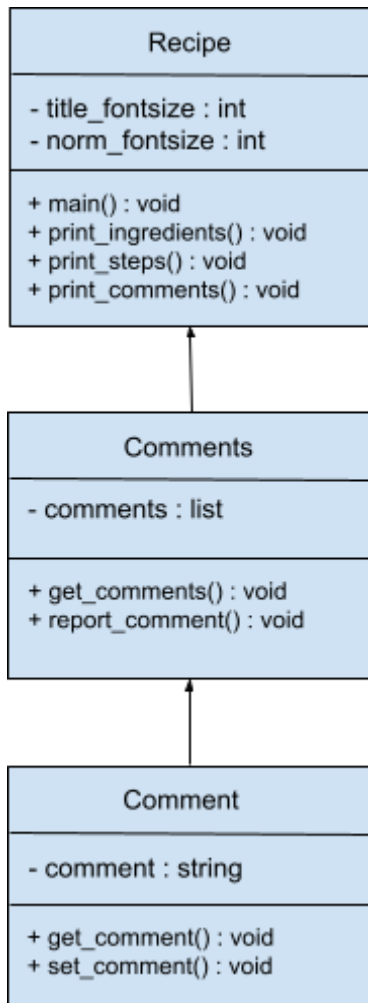 Recipe
- title_fontsize : int
- norm_fontsize : int
+ main() : void
+ print_ingredients() : void
+ print_steps() : void
+ print_comments() : void
Comments
- comments : list
+ get_comments() : void
+ report_comment() : void
Comment
- comment : string
+ get_comment() : void
+ set_comment() : void